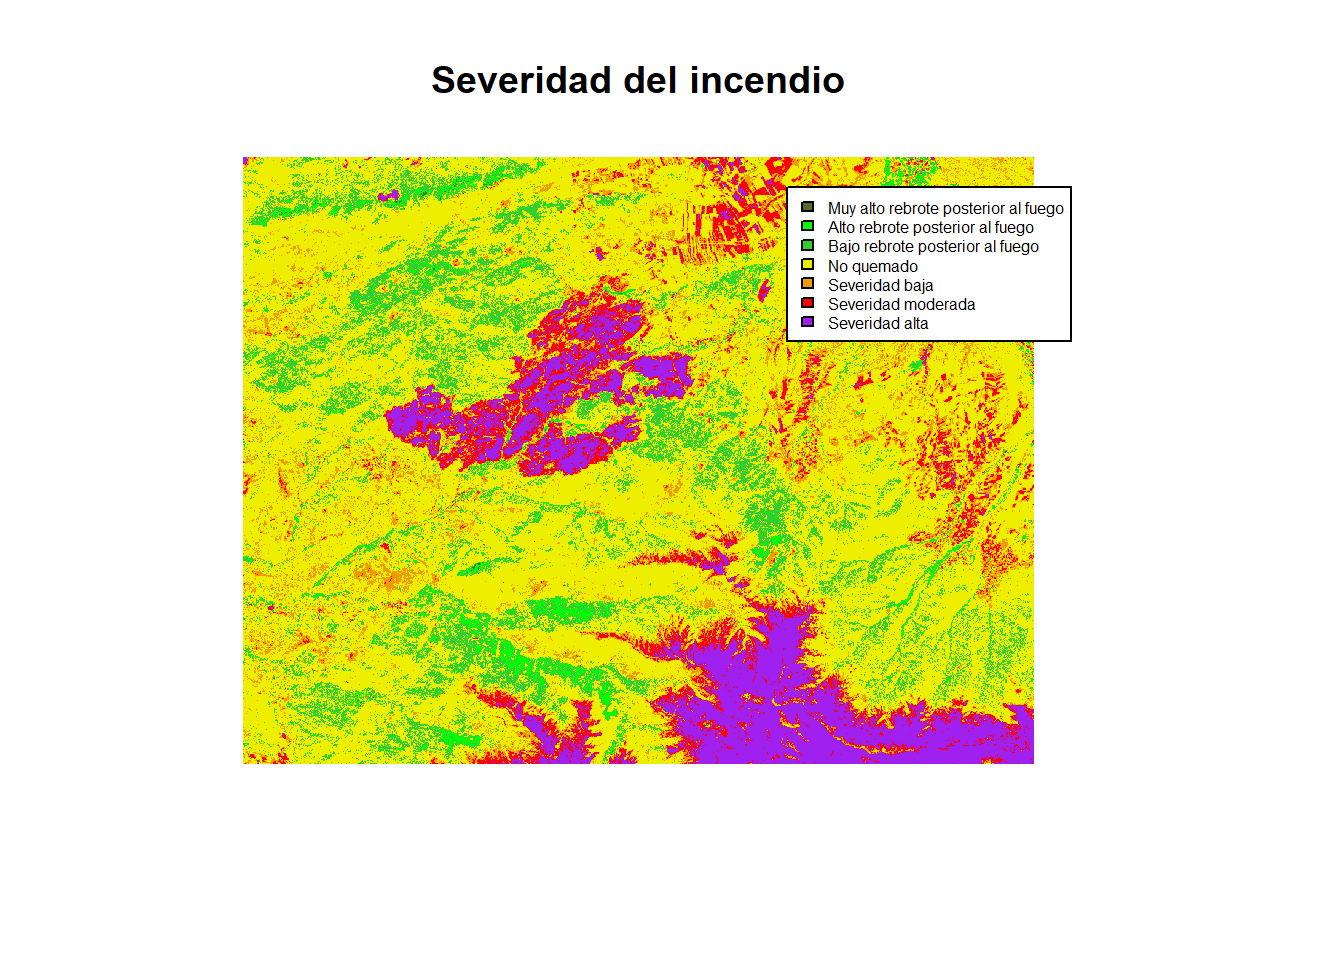 Severidad del incendio
Muy alto rebrote posterior al fuego
Alto rebrote posterior al fuego
Bajo rebrote posterior al fuego
No quemado
Severidad baja
Severidad moderada
Severidad alta